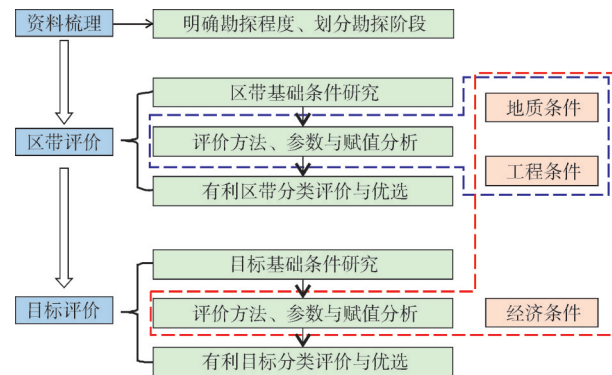 资料梳理
明确勘探程度、划分勘探阶段
区带基础条件研究
地质条件
区带评价
评价方法、参数与赋值分析
工程条件
有利区带分类评价与优选
目标基础条件研究
目标评价
评价方法、参数与赋值分析
经济条件
有利目标分类评价与优选